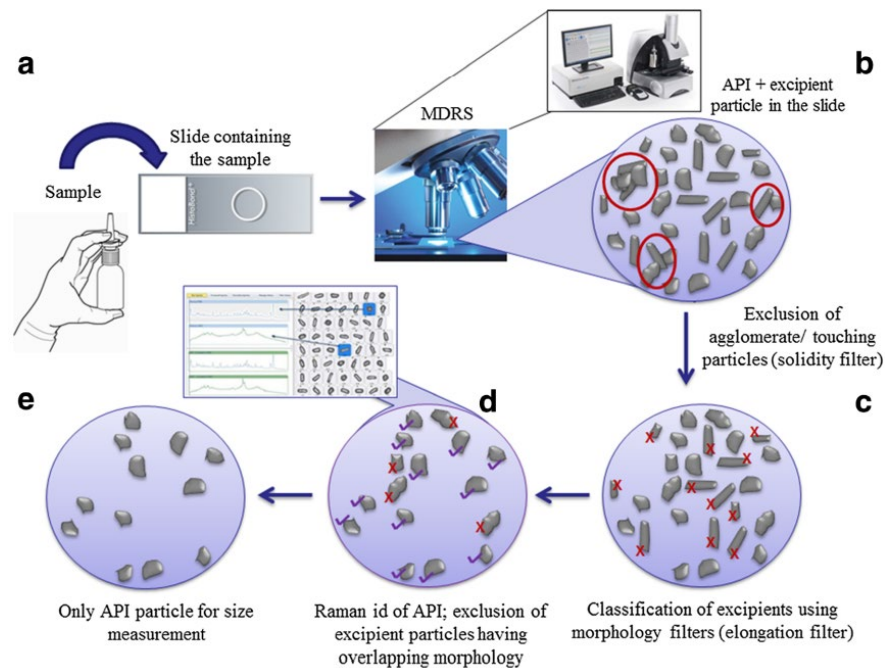 a
Sample
Slide containing
the sample
HistoBond®
MDRS
b
API + excipient
particle in the slide
Exclusion of
agglomerate/ touching
particles (solidity filter)
c
Classification of excipients using
morphology filters (elongation filter)
d
Raman id of API; exclusion of
excipient particles having
overlapping morphology
e
Only API particle for size
measurement